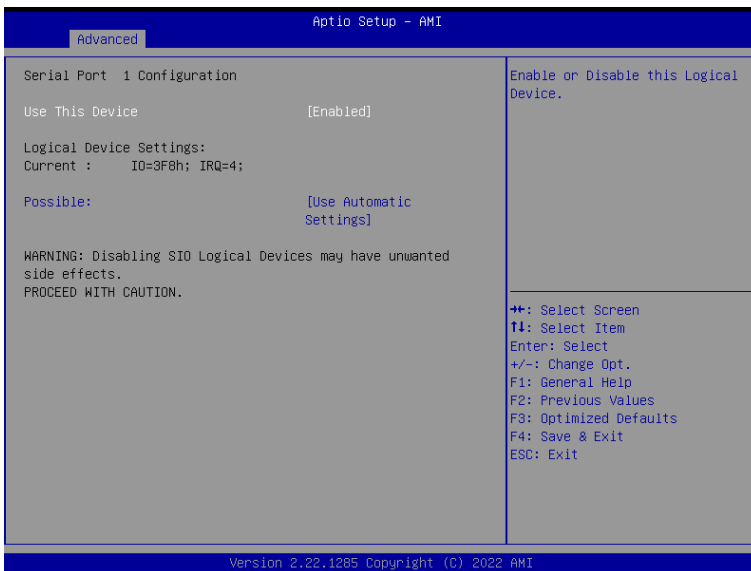 Aptio Setup – AMI
Advanced
Serial Port 1 Configuration
Use This Device [Enabled]
Logical Device Settings:
Current : IO=3F8h; IRQ=4;
Possible: [Use Automatic
Settings]
WARNING: Disabling SIO Logical Devices may have unwanted
side effects.
PROCEED WITH CAUTION.
Enable or Disable this Logical
Device.
→←: Select Screen
↑↓: Select Item
Enter: Select
+/-: Change Opt.
F1: General Help
F2: Previous Values
F3: Optimized Defaults
F4: Save & Exit
ESC: Exit
Version 2.22.1285 Copyright (C) 2022 AMI